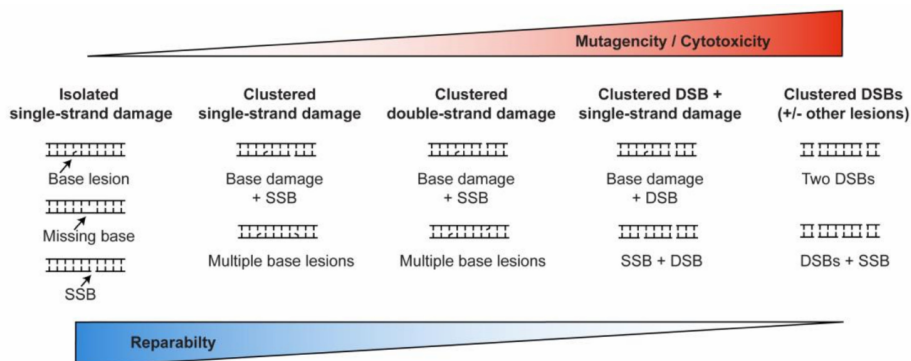 Mutagencity / Cytotoxicity
Isolated
single-strand damage
Clustered
single-strand damage
Clustered
double-strand damage
Clustered DSB +
single-strand damage
Clustered DSBs
(+/- other lesions)
Base lesion
Missing base
SSB
Base damage
+ SSB
Multiple base lesions
Base damage
+ SSB
Multiple base lesions
Base damage
+ DSB
SSB + DSB
Two DSBs
DSBs + SSB
Reparabilty